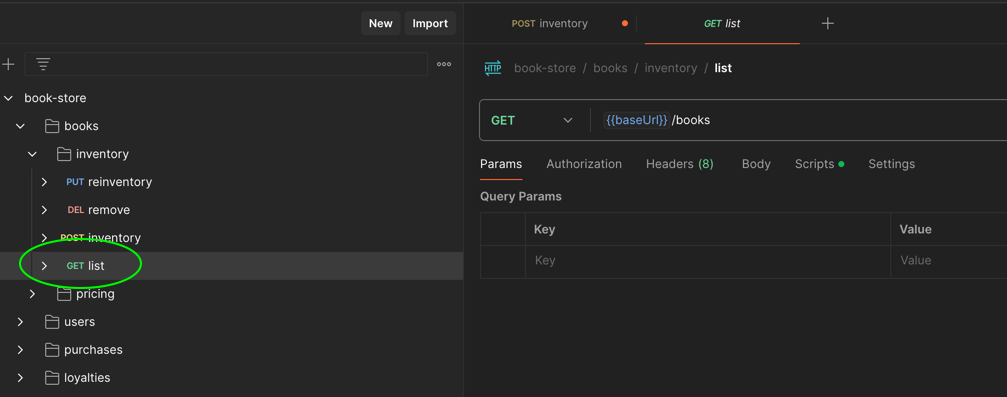 New Import
POST inventory
GET list
book-store / books / inventory / list
book-store
books
inventory
PUT reinventory
DEL remove
POST inventory
GET list
pricing
users
purchases
loyalties
HTTP
GET {{baseUrl}}/books
Params Authorization Headers (8) Body Scripts Settings
Query Params
Key Value
Key Value